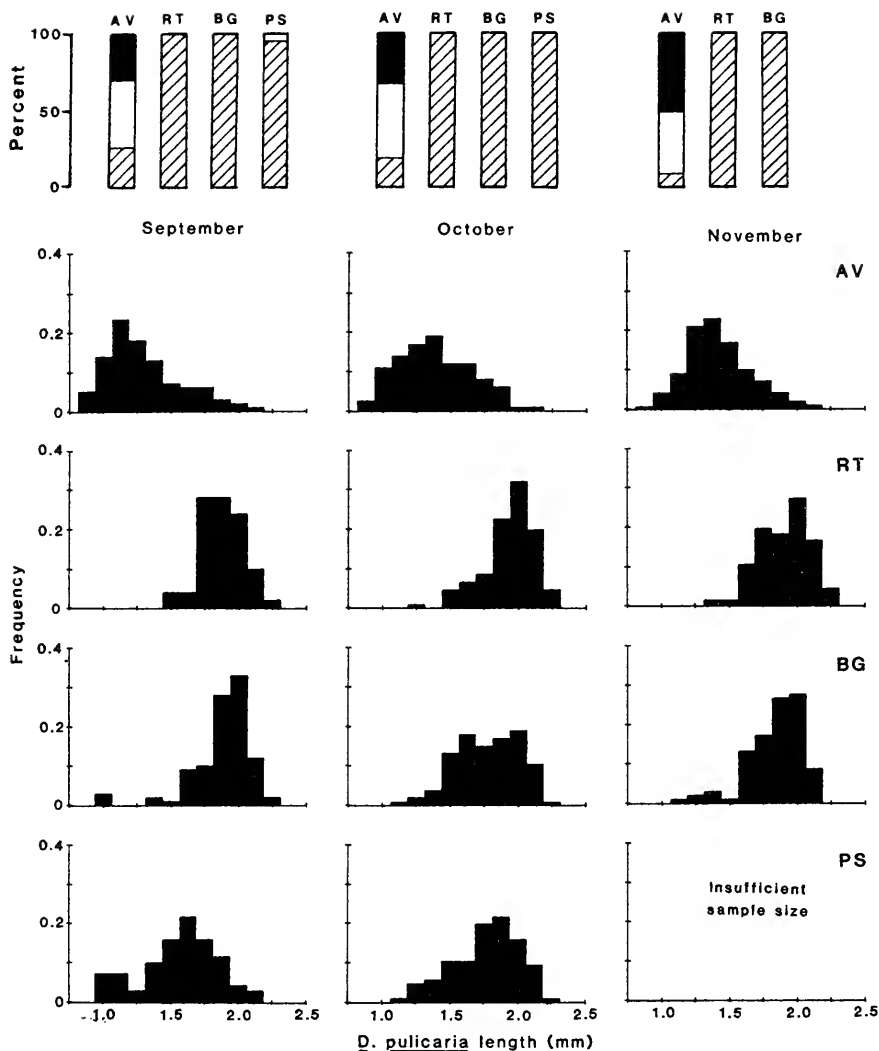 AV RT BG PS
AV RT BG PS
AV RT BG
Percent
100
50
0
September
October
November
Frequency
0.4
0.2
0
AV
0.4
0.2
0
RT
0.4
0.2
0
BG
0.4
0.2
0
PS
Insufficient
sample size
1.0 1.5 2.0 2.5
1.0 1.5 2.0 2.5
1.0 1.5 2.0 2.5
D. pulicaria length (mm)